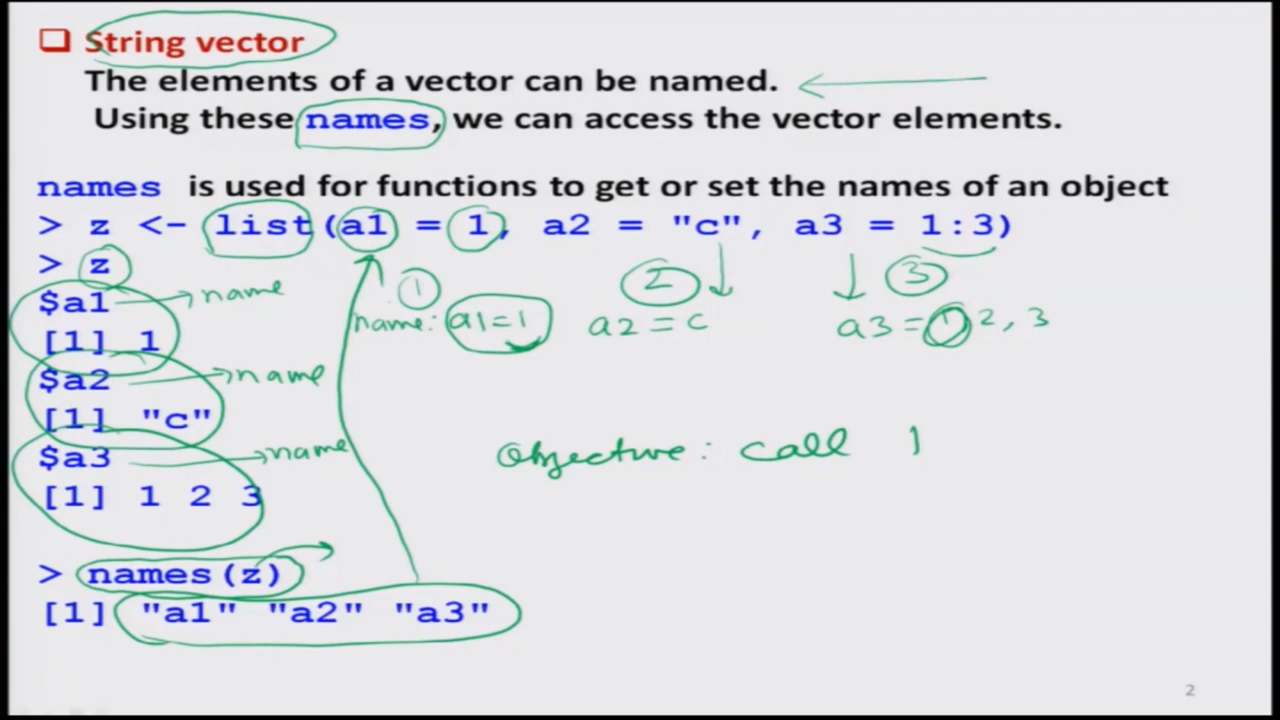 String vector
The elements of a vector can be named.
Using these names, we can access the vector elements.
names is used for functions to get or set the names of an object
> z <- list(a1 = 1, a2 = "c", a3 = 1:3)
> z
1 2 3
$a1 name
name: a1=1 a2=c a3=1 2, 3
[1] 1
$a2 name
[1] "c"
$a3 name
Objective: call 1
[1] 1 2 3
> names(z)
[1] "a1" "a2" "a3"
2